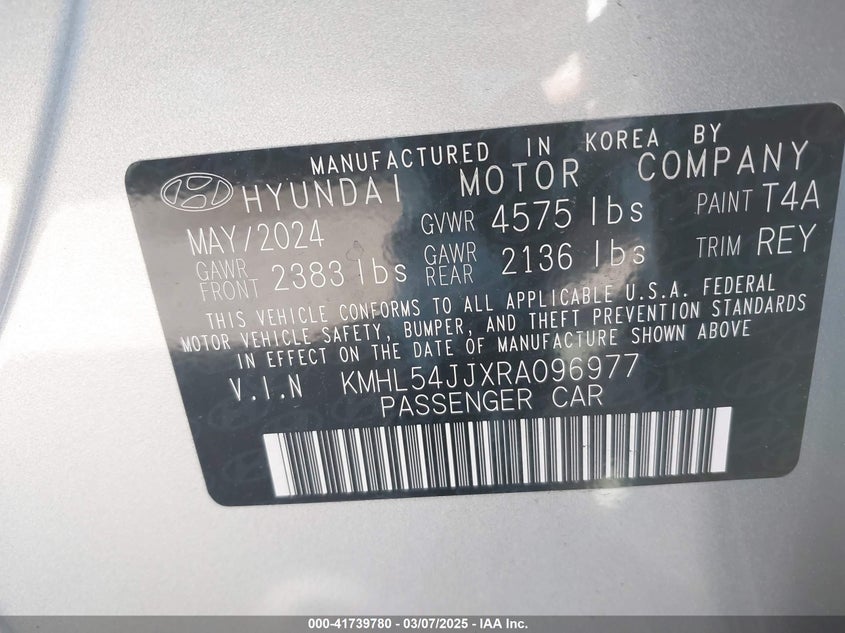 MANUFACTURED IN KOREA BY
HYUNDAI MOTOR COMPANY
MAY/2024 GVWR 4575 lbs PAINT T4A
GAWR FRONT 2383 lbs GAWR REAR 2136 lbs TRIM REY
THIS VEHICLE CONFORMS TO ALL APPLICABLE U.S.A. FEDERAL
MOTOR VEHICLE SAFETY, BUMPER, AND THEFT PREVENTION STANDARDS
IN EFFECT ON THE DATE OF MANUFACTURE SHOWN ABOVE
V.I.N KMHL54JJXRA096977
PASSENGER CAR
000-41739780 - 03/07/2025 - IAA Inc.